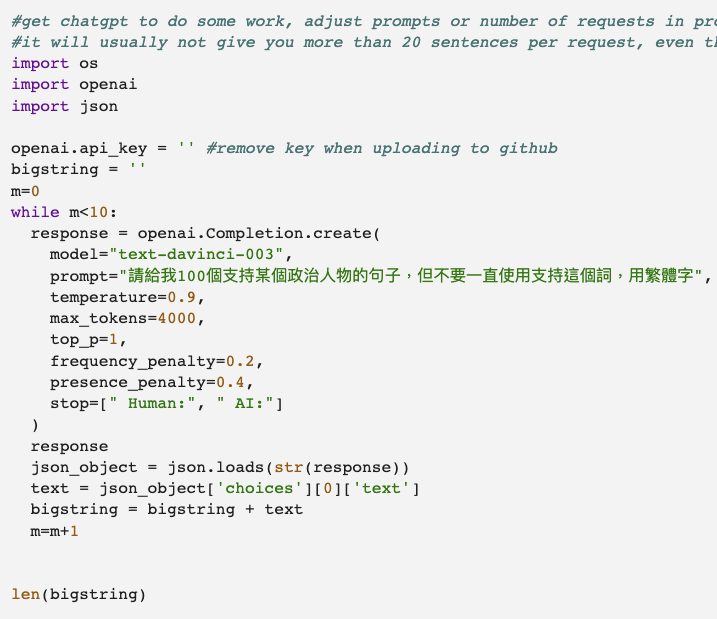 #get chatgpt to do some work, adjust prompts or number of requests in
#it will usually not give you more than 20 sentences per request, even
import os
import openai
import json
openai.api_key = '' #remove key when uploading to github
bigstring = ''
m=0
while m<10:
  response = openai.Completion.create(
    model="text-davinci-003",
    prompt="請給我100個支持某個政治人物的句子，但不要一直使用支持這個詞，用繁體字",
    temperature=0.9,
    max_tokens=4000,
    top_p=1,
    frequency_penalty=0.2,
    presence_penalty=0.4,
    stop=[" Human:", " AI:"]
  )
  response
  json_object = json.loads(str(response))
  text = json_object['choices'][0]['text']
  bigstring = bigstring + text
  m=m+1
len(bigstring)